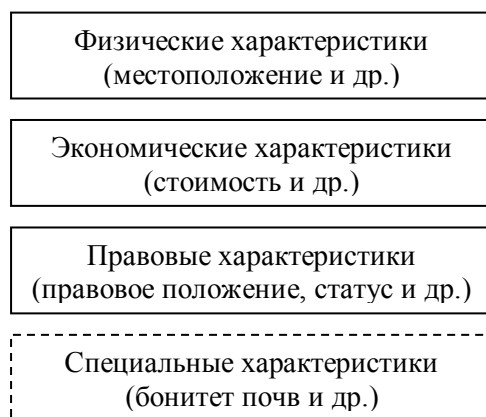 Физические характеристики
(местоположение и др.)
Экономические характеристики
(стоимость и др.)
Правовые характеристики
(правовое положение, статус и др.)
Специальные характеристики
(бонитет почв и др.)